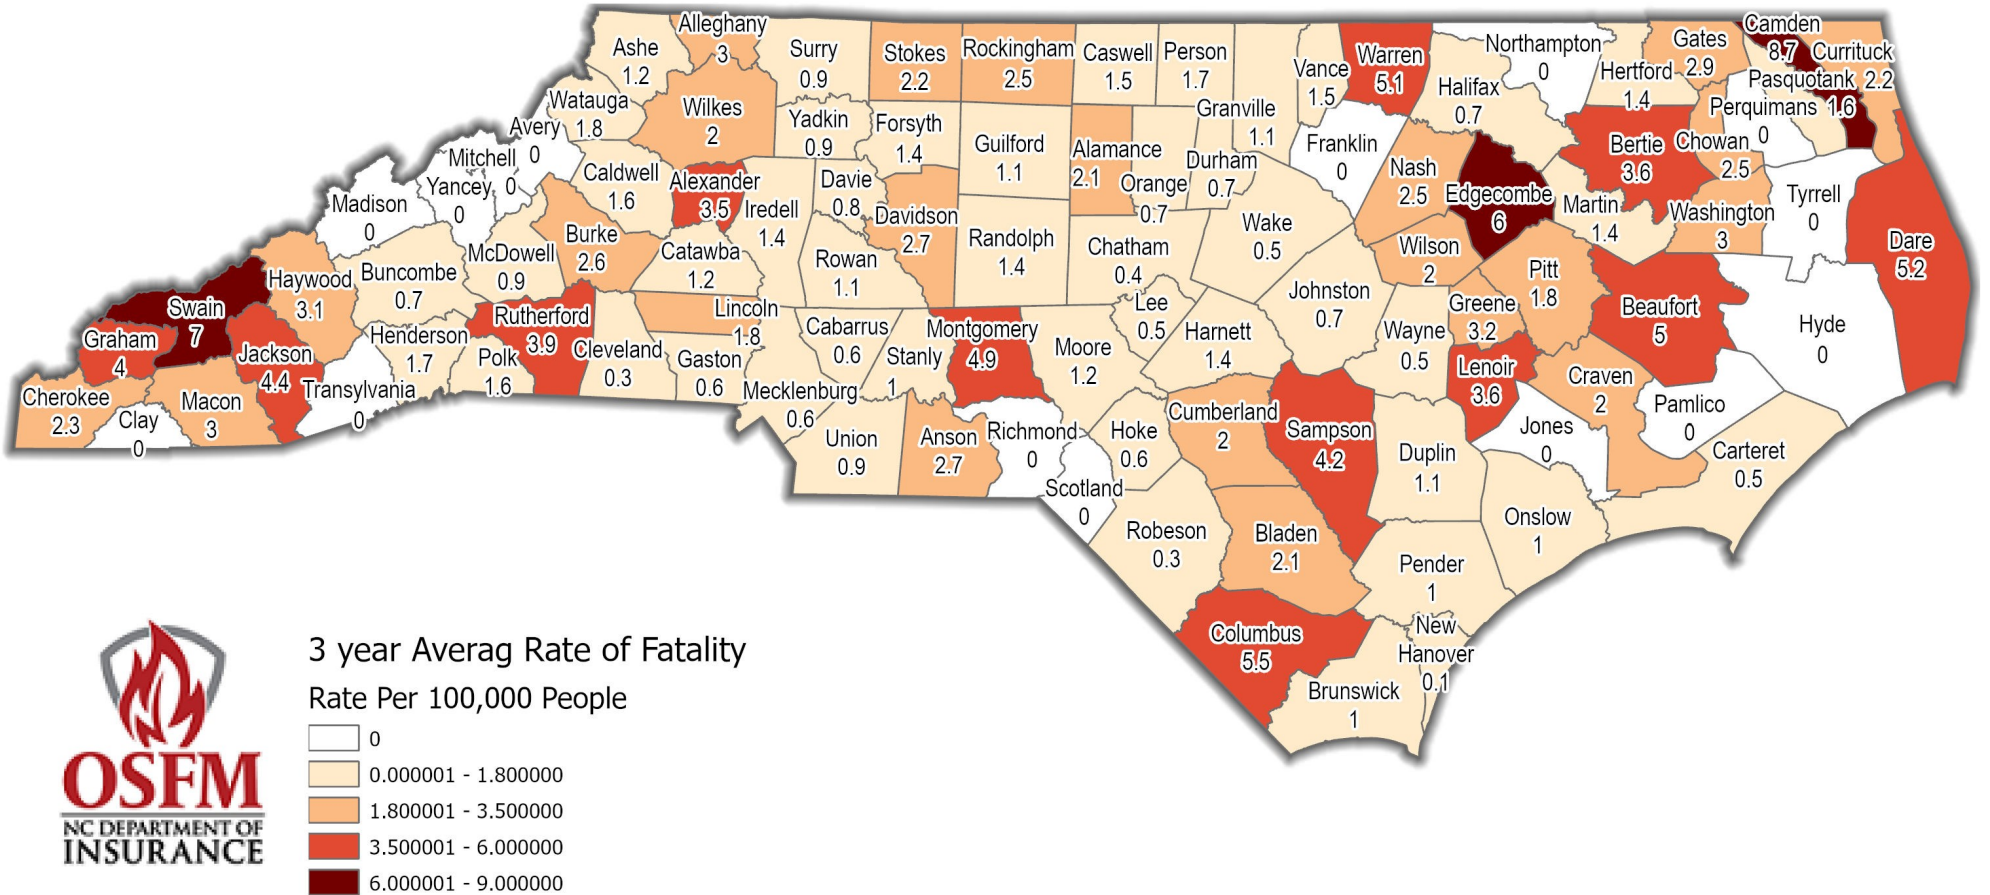 Alleghany
3
Ashe
1.2
Surry
0.9
Stokes
2.2
Rockingham
2.5
Caswell
1.5
Person
1.7
Vance
1.5
Warren
5.1
Northampton
0
Halifax
0.7
Hertford
1.4
Gates
2.9
Camden
8.7
Currituck
2.2
Pasquotank
1.6
Perquimans
0
Watauga
1.8
Wilkes
2
Yadkin
0.9
Forsyth
1.4
Guilford
1.1
Alamance
2.1
Orange
0.7
Durham
0.7
Granville
1.1
Franklin
0
Nash
2.5
Edgecombe
6
Bertie
3.6
Chowan
2.5
Martin
1.4
Washington
3
Tyrrell
0
Dare
5.2
Avery
0
Mitchell
0
Yancey
0
Madison
0
Caldwell
1.6
Alexander
3.5
Iredell
1.4
Davie
0.8
Davidson
2.7
Randolph
1.4
Chatham
0.4
Wake
0.5
Wilson
2
Pitt
1.8
Beaufort
5
Hyde
0
Haywood
3.1
Buncombe
0.7
McDowell
0.9
Burke
2.6
Catawba
1.2
Rowan
1.1
Lincoln
1.8
Swain
7
Graham
4
Jackson
4.4
Henderson
1.7
Polk
1.6
Rutherford
3.9
Cleveland
0.3
Gaston
0.6
Cabarrus
0.6
Stanly
1
Montgomery
4.9
Moore
1.2
Lee
0.5
Harnett
1.4
Johnston
0.7
Wayne
0.5
Greene
3.2
Lenoir
3.6
Craven
2
Pamlico
0
Jones
0
Carteret
0.5
Cherokee
2.3
Clay
0
Macon
3
Transylvania
0
Mecklenburg
0.6
Union
0.9
Anson
2.7
Richmond
0
Scotland
0
Hoke
0.6
Cumberland
2
Sampson
4.2
Duplin
1.1
Onslow
1
Robeson
0.3
Bladen
2.1
Pender
1
Columbus
5.5
Brunswick
1
New
Hanover
0.1
OSFM
NC DEPARTMENT OF
INSURANCE
3 year Averag Rate of Fatality
Rate Per 100,000 People
0
0.000001 - 1.800000
1.800001 - 3.500000
3.500001 - 6.000000
6.000001 - 9.000000